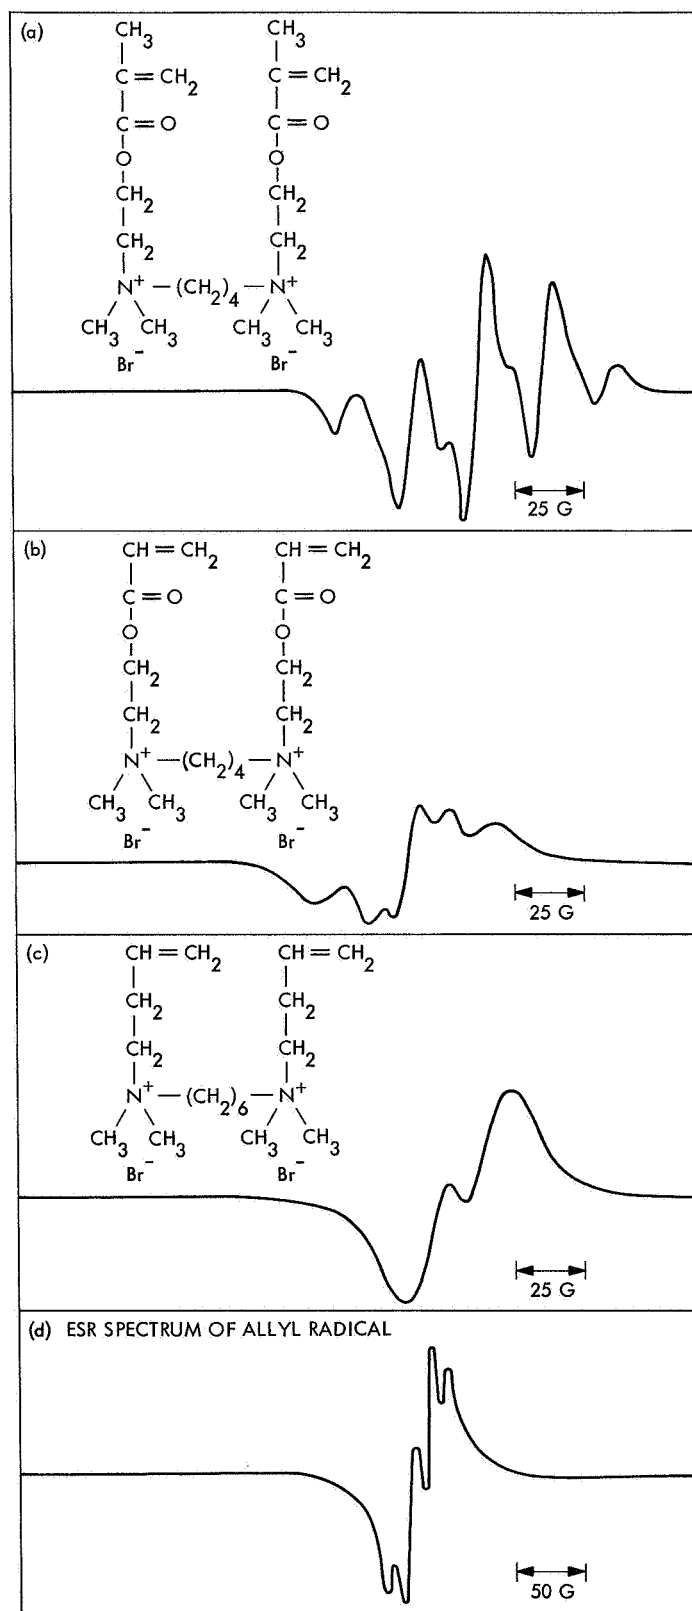 (a)
CH3 CH3
C=CH2 C=CH2
C=O C=O
O O
CH2 CH2
CH2 CH2
N+ —(CH2)4— N+
CH3 CH3 CH3 CH3
Br− Br−
25 G
(b)
CH=CH2 CH=CH2
C=O C=O
O O
CH2 CH2
CH2 CH2
N+ —(CH2)4— N+
CH3 CH3 CH3 CH3
Br− Br−
25 G
(c)
CH=CH2 CH=CH2
CH2 CH2
CH2 CH2
N+ —(CH2)6— N+
CH3 CH3 CH3 CH3
Br− Br−
25 G
(d) ESR SPECTRUM OF ALLYL RADICAL
50 G